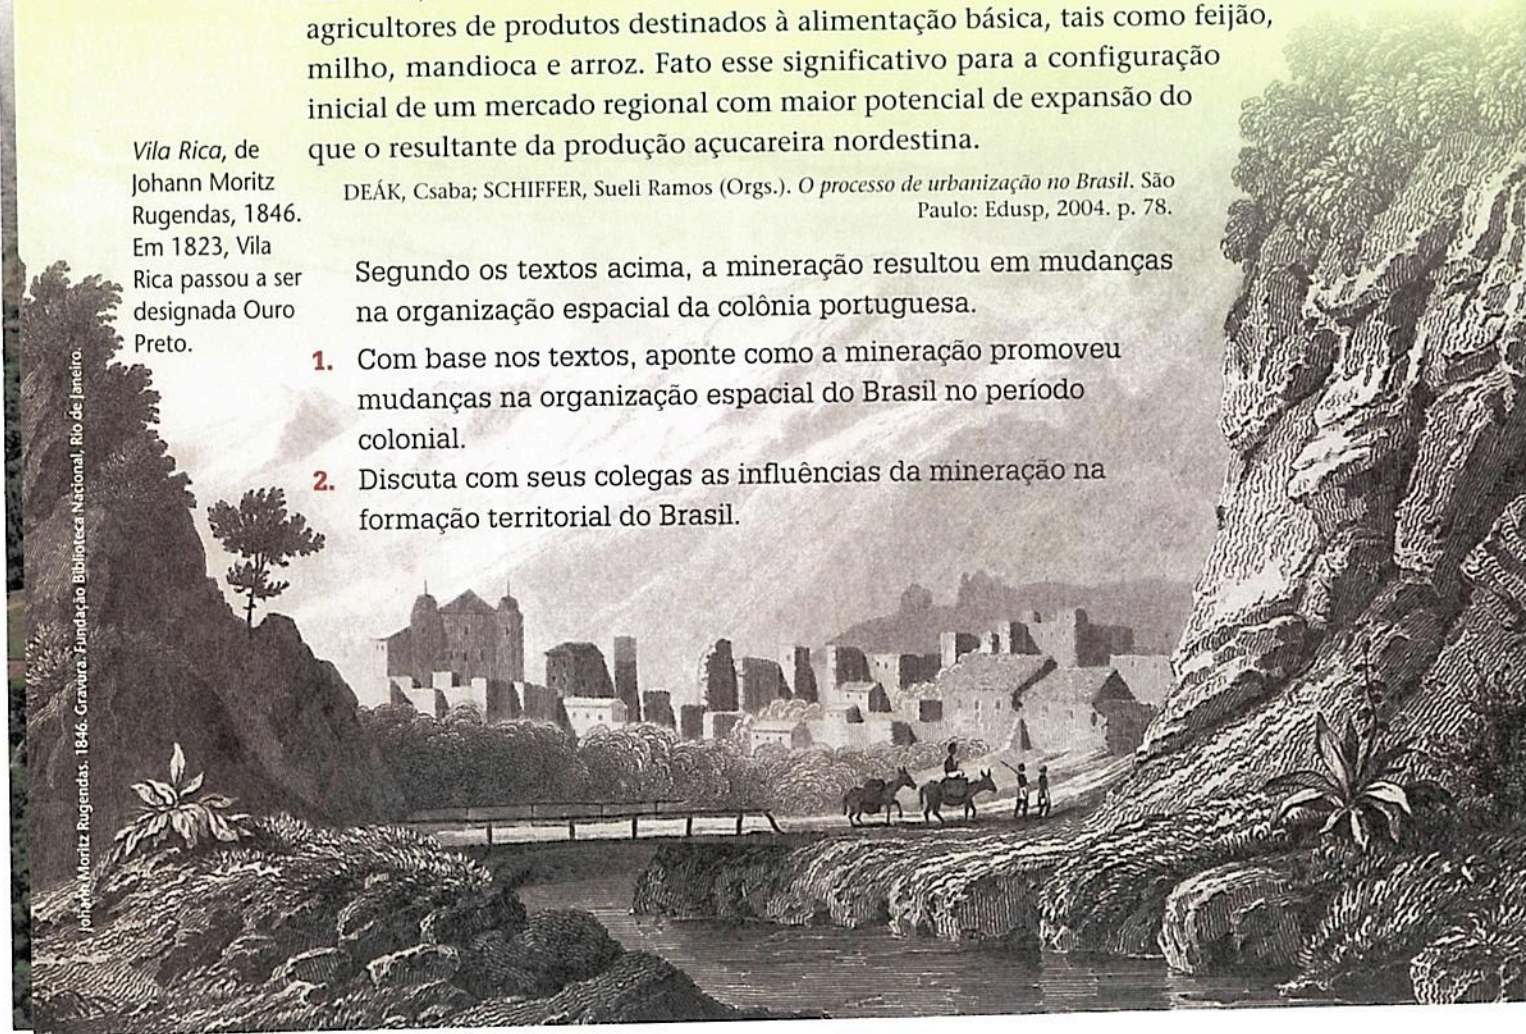 agricultores de produtos destinados à alimentação básica, tais como feijão,
milho, mandioca e arroz. Fato esse significativo para a configuração
inicial de um mercado regional com maior potencial de expansão do
que o resultante da produção açucareira nordestina.
DEÁK, Csaba; SCHIFFER, Sueli Ramos (Orgs.). O processo de urbanização no Brasil. São
Paulo: Edusp, 2004. p. 78.
Vila Rica, de
Johann Moritz
Rugendas, 1846.
Em 1823, Vila
Rica passou a ser
designada Ouro
Preto.
Segundo os textos acima, a mineração resultou em mudanças
na organização espacial da colônia portuguesa.
1. Com base nos textos, aponte como a mineração promoveu
mudanças na organização espacial do Brasil no período
colonial.
2. Discuta com seus colegas as influências da mineração na
formação territorial do Brasil.
Johann Moritz Rugendas. 1846. Gravura. Fundação Biblioteca Nacional, Rio de Janeiro.